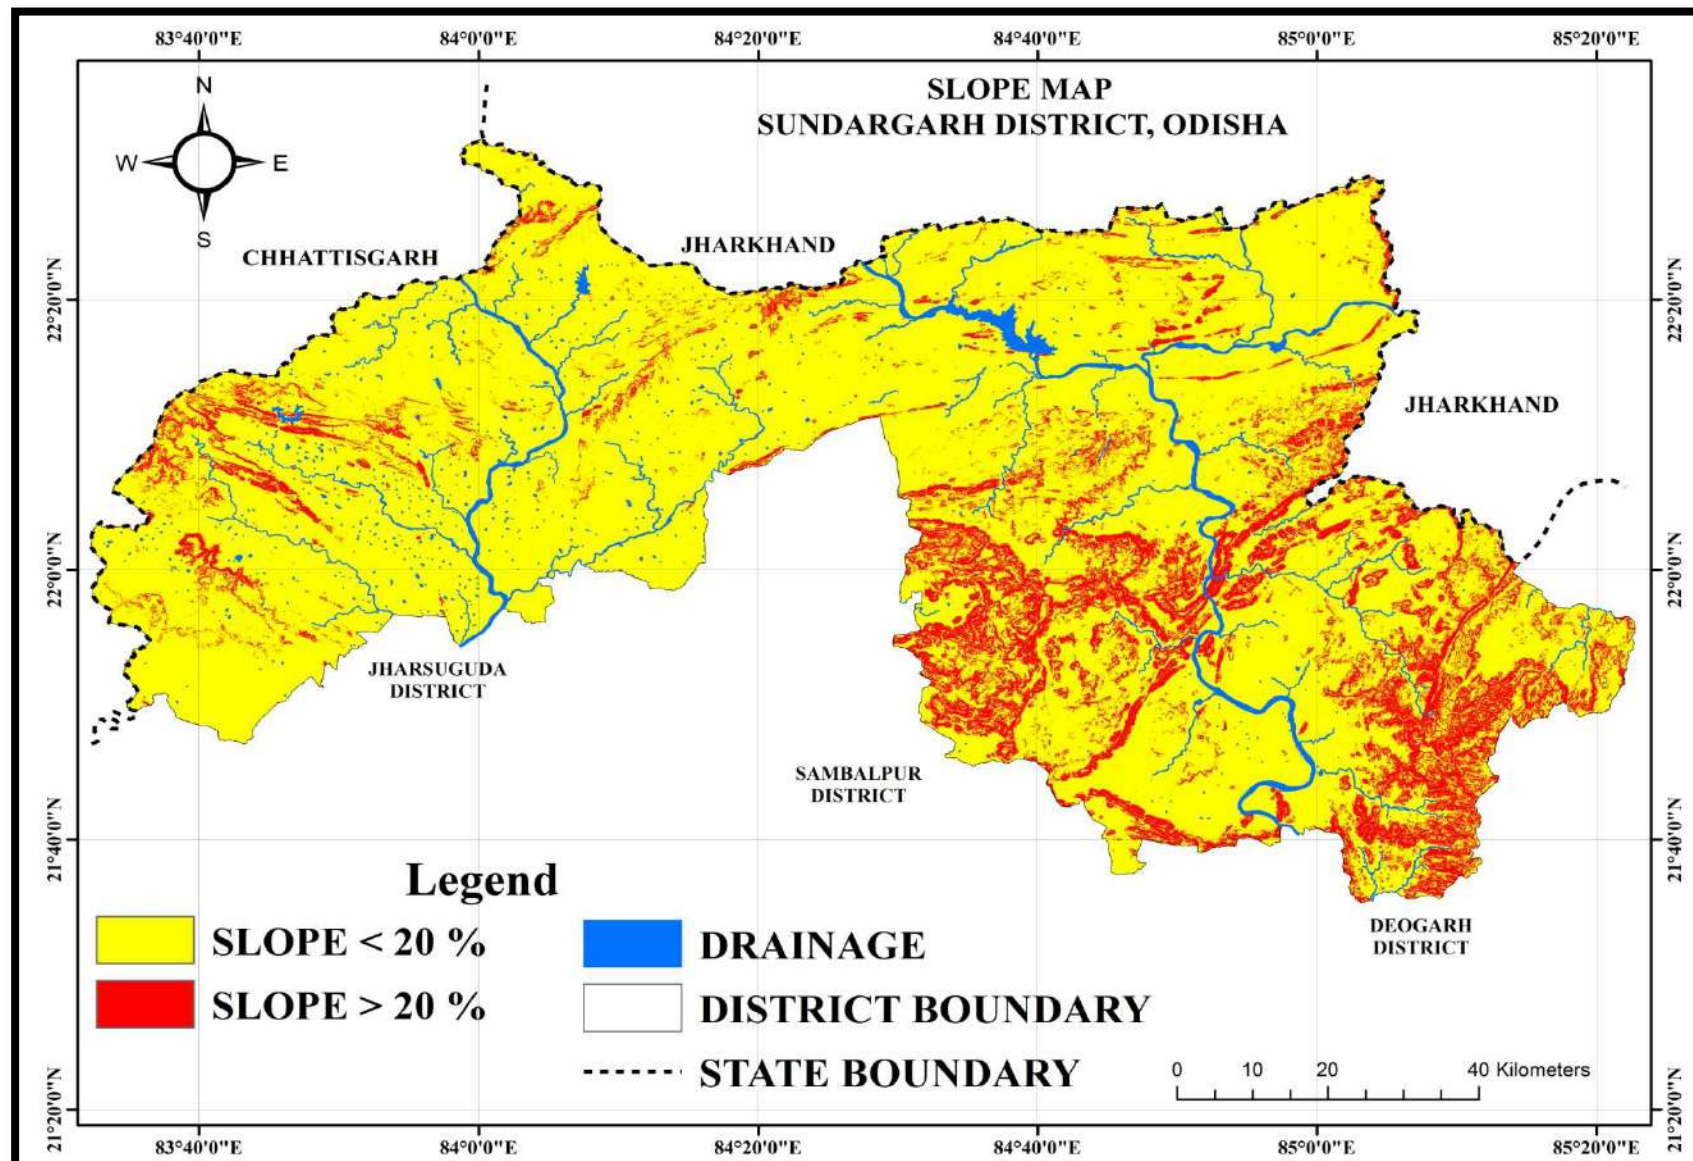 83°40'0"E 84°0'0"E 84°20'0"E 84°40'0"E 85°0'0"E 85°20'0"E
SLOPE MAP
SUNDARGARH DISTRICT, ODISHA
N
W E
S
CHHATTISGARH
JHARKHAND
22°20'0"N
22°20'0"N
JHARKHAND
22°0'0"N
22°0'0"N
JHARSUGUDA
DISTRICT
SAMBALPUR
DISTRICT
21°40'0"N
21°40'0"N
DEOGARH
DISTRICT
Legend
SLOPE < 20 %
SLOPE > 20 %
DRAINAGE
DISTRICT BOUNDARY
STATE BOUNDARY
0 10 20 40 Kilometers
21°20'0"N
21°20'0"N
83°40'0"E 84°0'0"E 84°20'0"E 84°40'0"E 85°0'0"E 85°20'0"E